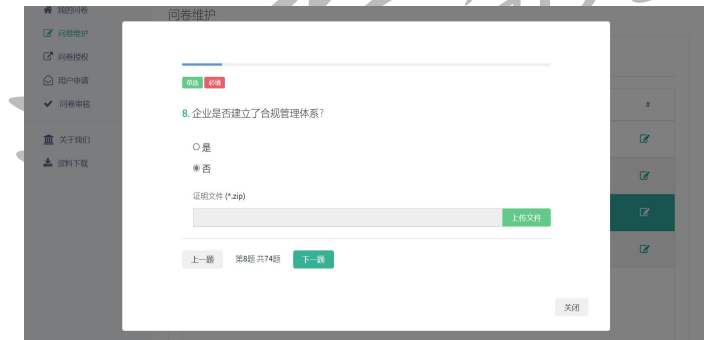 我的问卷
问卷维护
问卷维护
问卷授权
用户申请
问卷审核
关于我们
资料下载
#
单选 必填
8. 企业是否建立了合规管理体系?
是
否
证明文件 (*.zip)
上传文件
上一题 第8题 共74题 下一题
关闭